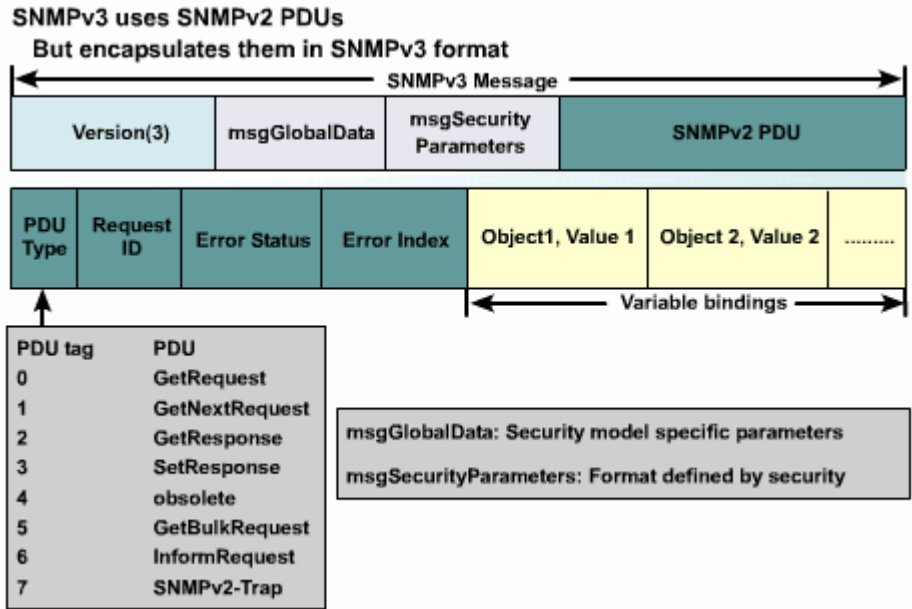 SNMPv3 uses SNMPv2 PDUs
But encapsulates them in SNMPv3 format
SNMPv3 Message
Version(3)
msgGlobalData
msgSecurity
Parameters
SNMPv2 PDU
PDU
Type
Request
ID
Error Status
Error Index
Object1, Value 1
Object 2, Value 2
..........
Variable bindings
PDU tag PDU
0 GetRequest
1 GetNextRequest
2 GetResponse
3 SetResponse
4 obsolete
5 GetBulkRequest
6 InformRequest
7 SNMPv2-Trap
msgGlobalData: Security model specific parameters
msgSecurityParameters: Format defined by security